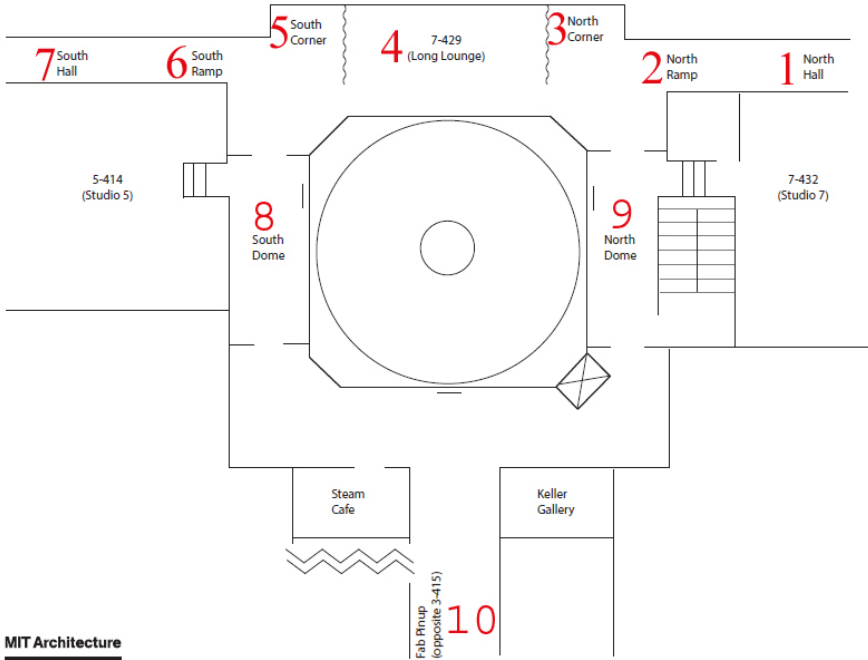 5 South
Corner
4 7-429
(Long Lounge)
3 North
Corner
7 South
Hall
6 South
Ramp
2 North
Ramp
1 North
Hall
5-414
(Studio 5)
7-432
(Studio 7)
8
South
Dome
9
North
Dome
Steam
Cafe
Keller
Gallery
Fab Pinup
(opposite 3-415)
10
MIT Architecture